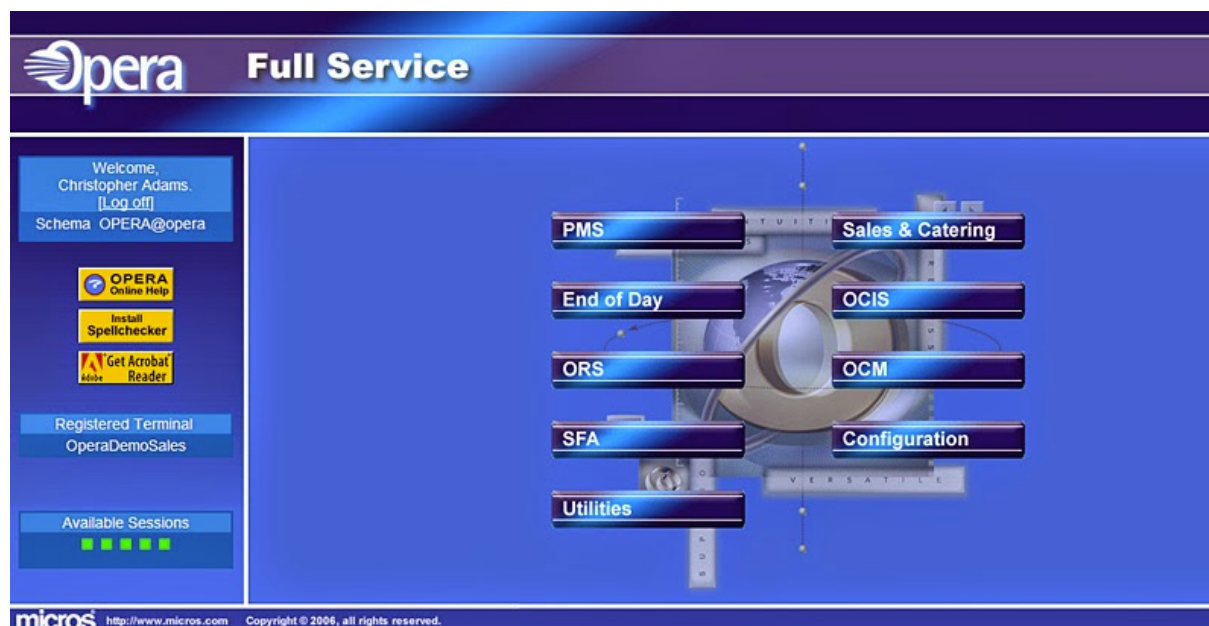 Opera
Full Service
Welcome,
Christopher Adams.
[Log off]
Schema OPERA@opera
OPERA
Online Help
Install
Spellchecker
Get Acrobat
Adobe Reader
Registered Terminal
OperaDemoSales
Available Sessions
PMS
Sales & Catering
End of Day
OCIS
ORS
OCM
SFA
Configuration
Utilities
VERSATILE
micros http://www.micros.com Copyright © 2006, all rights reserved.